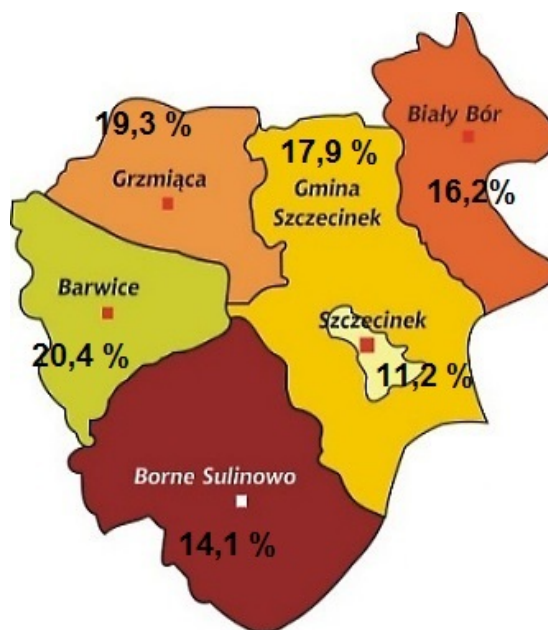 19,3 %
Grzmiąca
17,9 %
Gmina
Szczecinek
Biały Bór
16,2%
Barwice
20,4 %
Szczecinek
11,2 %
Borne Sulinowo
14,1 %